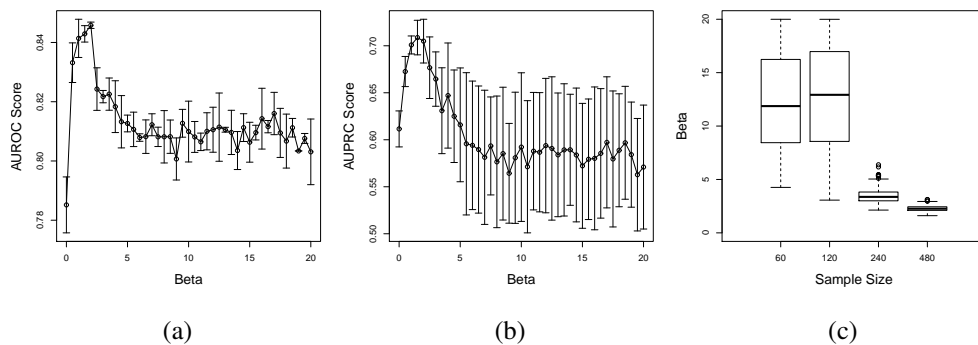 AUROC Score
0.84
0.82
0.80
0.78
0 5 10 15 20
Beta
(a)
AUPRC Score
0.70
0.65
0.60
0.55
0.50
0 5 10 15 20
Beta
(b)
Beta
20
15
10
5
0
60 120 240 480
Sample Size
(c)